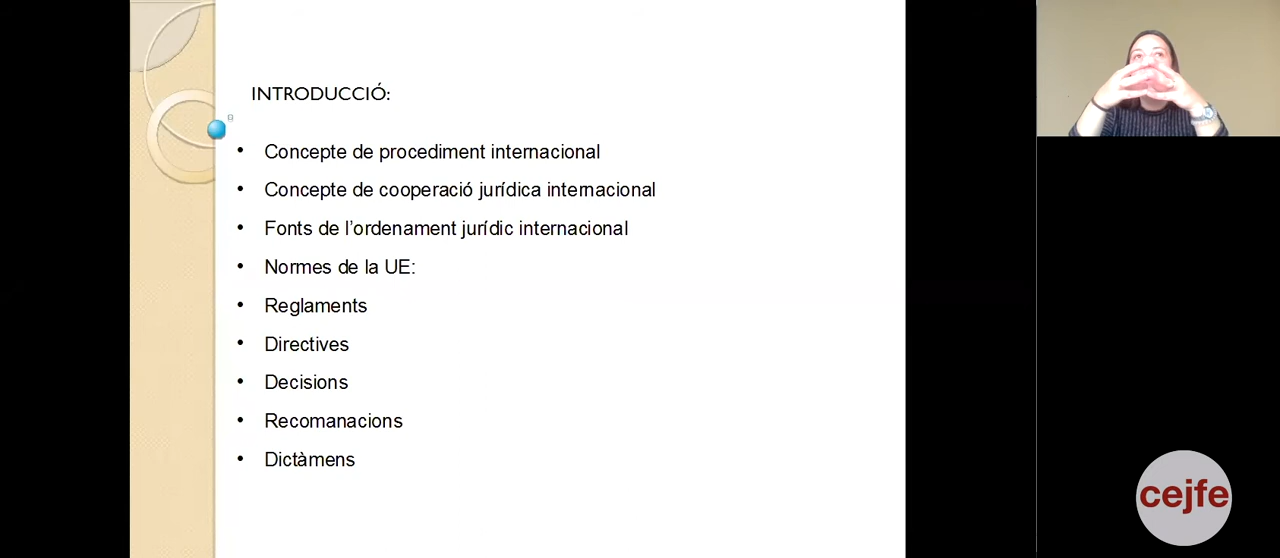 INTRODUCCIÓ:
9
• Concepte de procediment internacional
• Concepte de cooperació jurídica internacional
• Fonts de l’ordenament jurídic internacional
• Normes de la UE:
• Reglaments
• Directives
• Decisions
• Recomanacions
• Dictàmens
cejfe